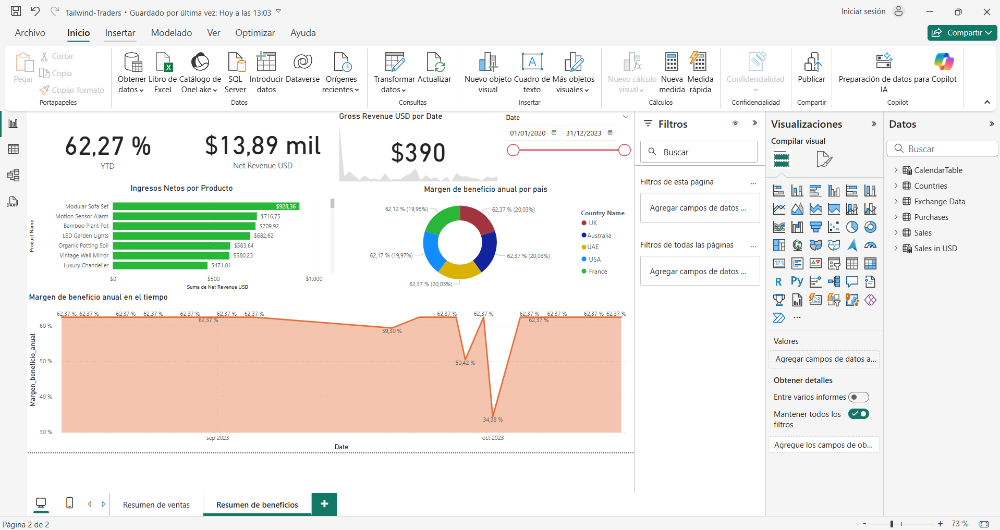 Tailwind-Traders • Guardado por última vez: Hoy a las 13:03
Iniciar sesión
Archivo
Inicio
Insertar
Modelado
Ver
Optimizar
Ayuda
Compartir
Pegar
Cortar
Copia
Copiar formato
Portapapeles
Obtener datos
Libro de Excel
Catálogo de OneLake
SQL Server
Introducir datos
Dataverse
Orígenes recientes
Datos
Transformar datos
Actualizar
Consultas
Nuevo objeto visual
Cuadro de texto
Más objetos visuales
Insertar
Nuevo cálculo visual
Nueva medida
Medida rápida
Cálculos
Confidencialidad
Confidencialidad
Publicar
Compartir
Preparación de datos para IA
Copilot
Copilot
62,27 %
YTD
$13,89 mil
Net Revenue USD
Gross Revenue USD por Date
$390
Date
01/01/2020
31/12/2023
Ingresos Netos por Producto
Product Name
Modular Sofa Set
$928,36
Motion Sensor Alarm
$716,75
Bamboo Plant Pot
$709,92
LED Garden Lights
$682,62
Organic Potting Soil
$583,64
Vintage Wall Mirror
$580,23
Luxury Chandelier
$471,01
$0
$500
$1.000
Suma de Net Revenue USD
Margen de beneficio anual por país
62,12 % (19,95%)
62,37 % (20,03%)
62,17 % (19,97%)
62,37 % (20,03%)
62,37 % (20,03%)
Country Name
UK
Australia
UAE
USA
France
Margen de beneficio anual en el tiempo
Margen_beneficio_anual
62,37 % 62,37 % 62,37 % 62,37 % 62,37 % 62,37 % 62,37 % 62,37 % 62,37 % 62,37 % 62,37 % 62,37 % 62,37 %
62,37 %
62,37 %
60 %
59,30 %
50 %
50,42 %
40 %
34,38 %
30 %
sep 2023
oct 2023
Date
Filtros
Buscar
Filtros de esta página
...
Agregar campos de datos ...
Filtros de todas las páginas
...
Agregar campos de datos ...
Visualizaciones
Compilar visual
123
R
Py
123
...
Valores
Agregar campos de datos a...
Obtener detalles
Entre varios informes
Mantener todos los filtros
Agregue los campos de ob...
Datos
Buscar
CalendarTable
Countries
Exchange Data
Purchases
Sales
Sales in USD
DAX
Resumen de ventas
Resumen de beneficios
+
Página 2 de 2
-
+
73 %